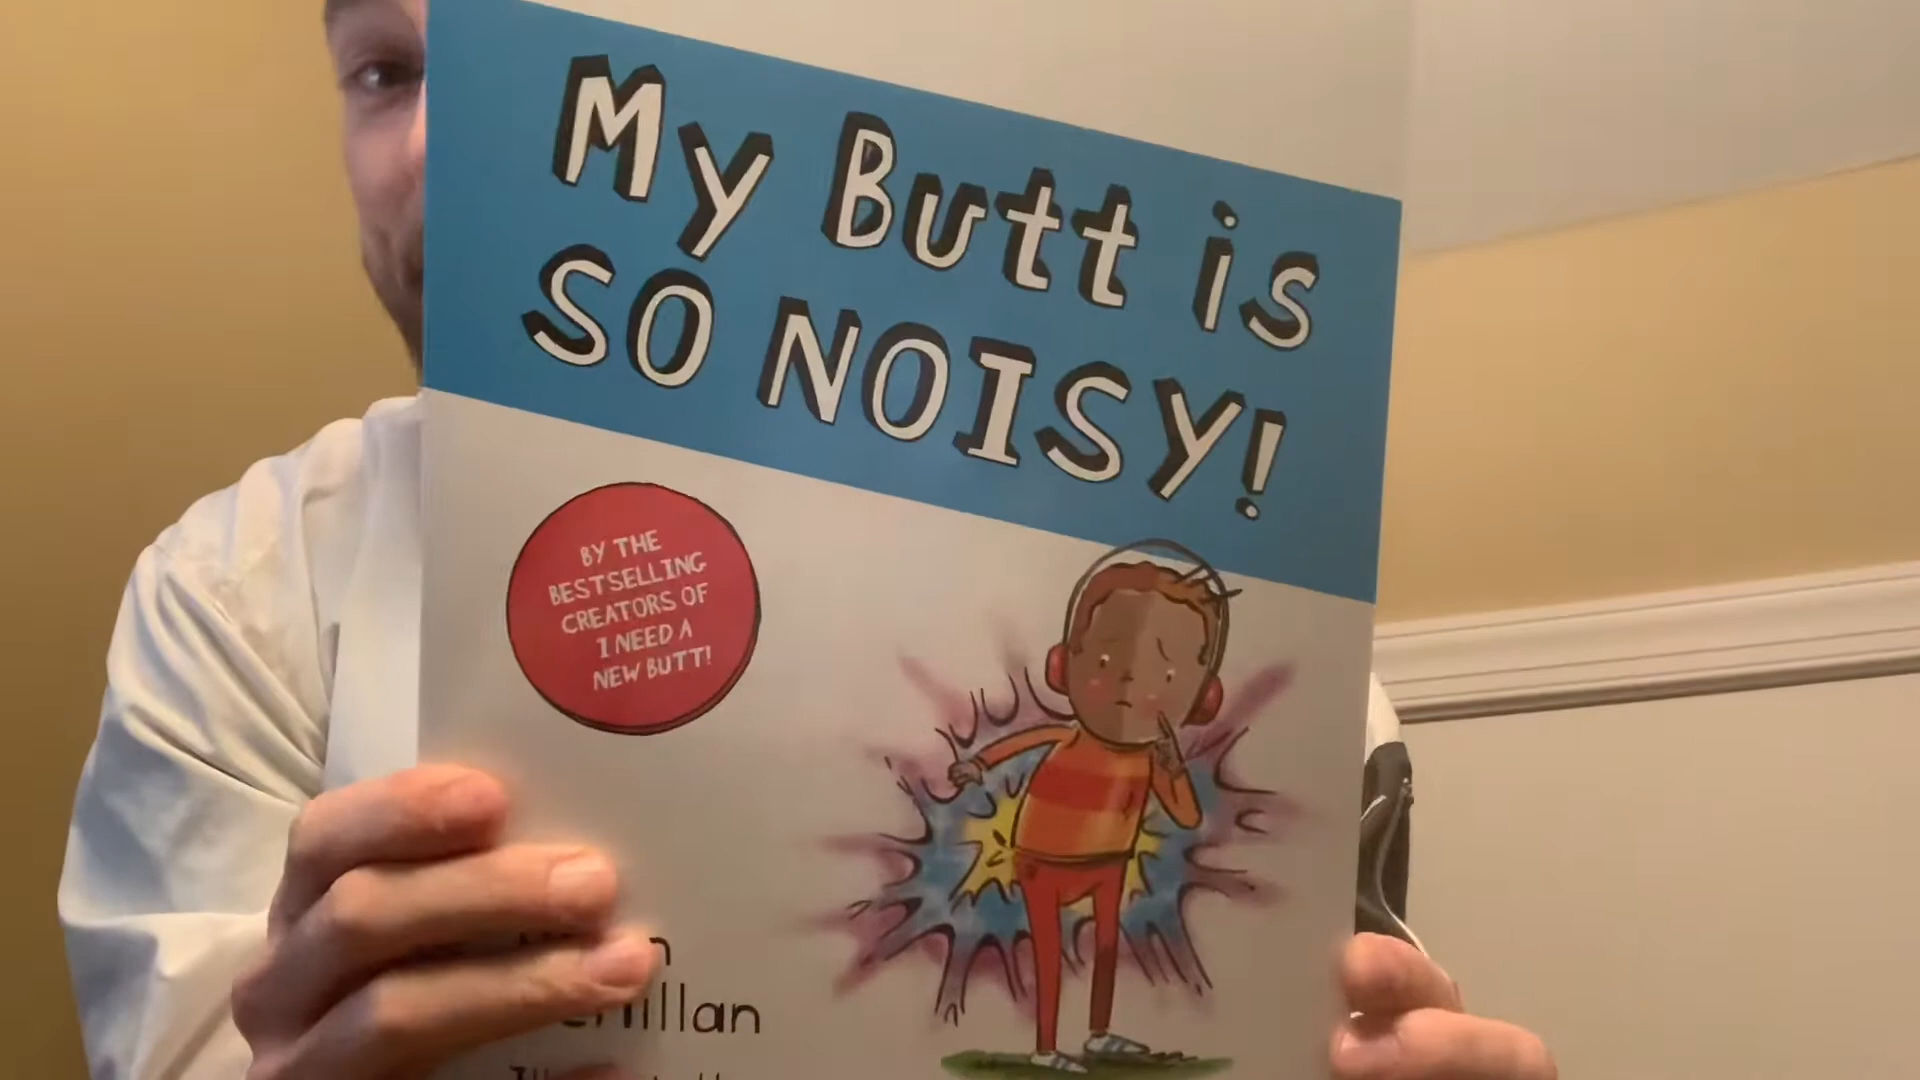 My Butt is
SO NOISY!
BY THE
BESTSELLING
CREATORS OF
I NEED A
NEW BUTT!